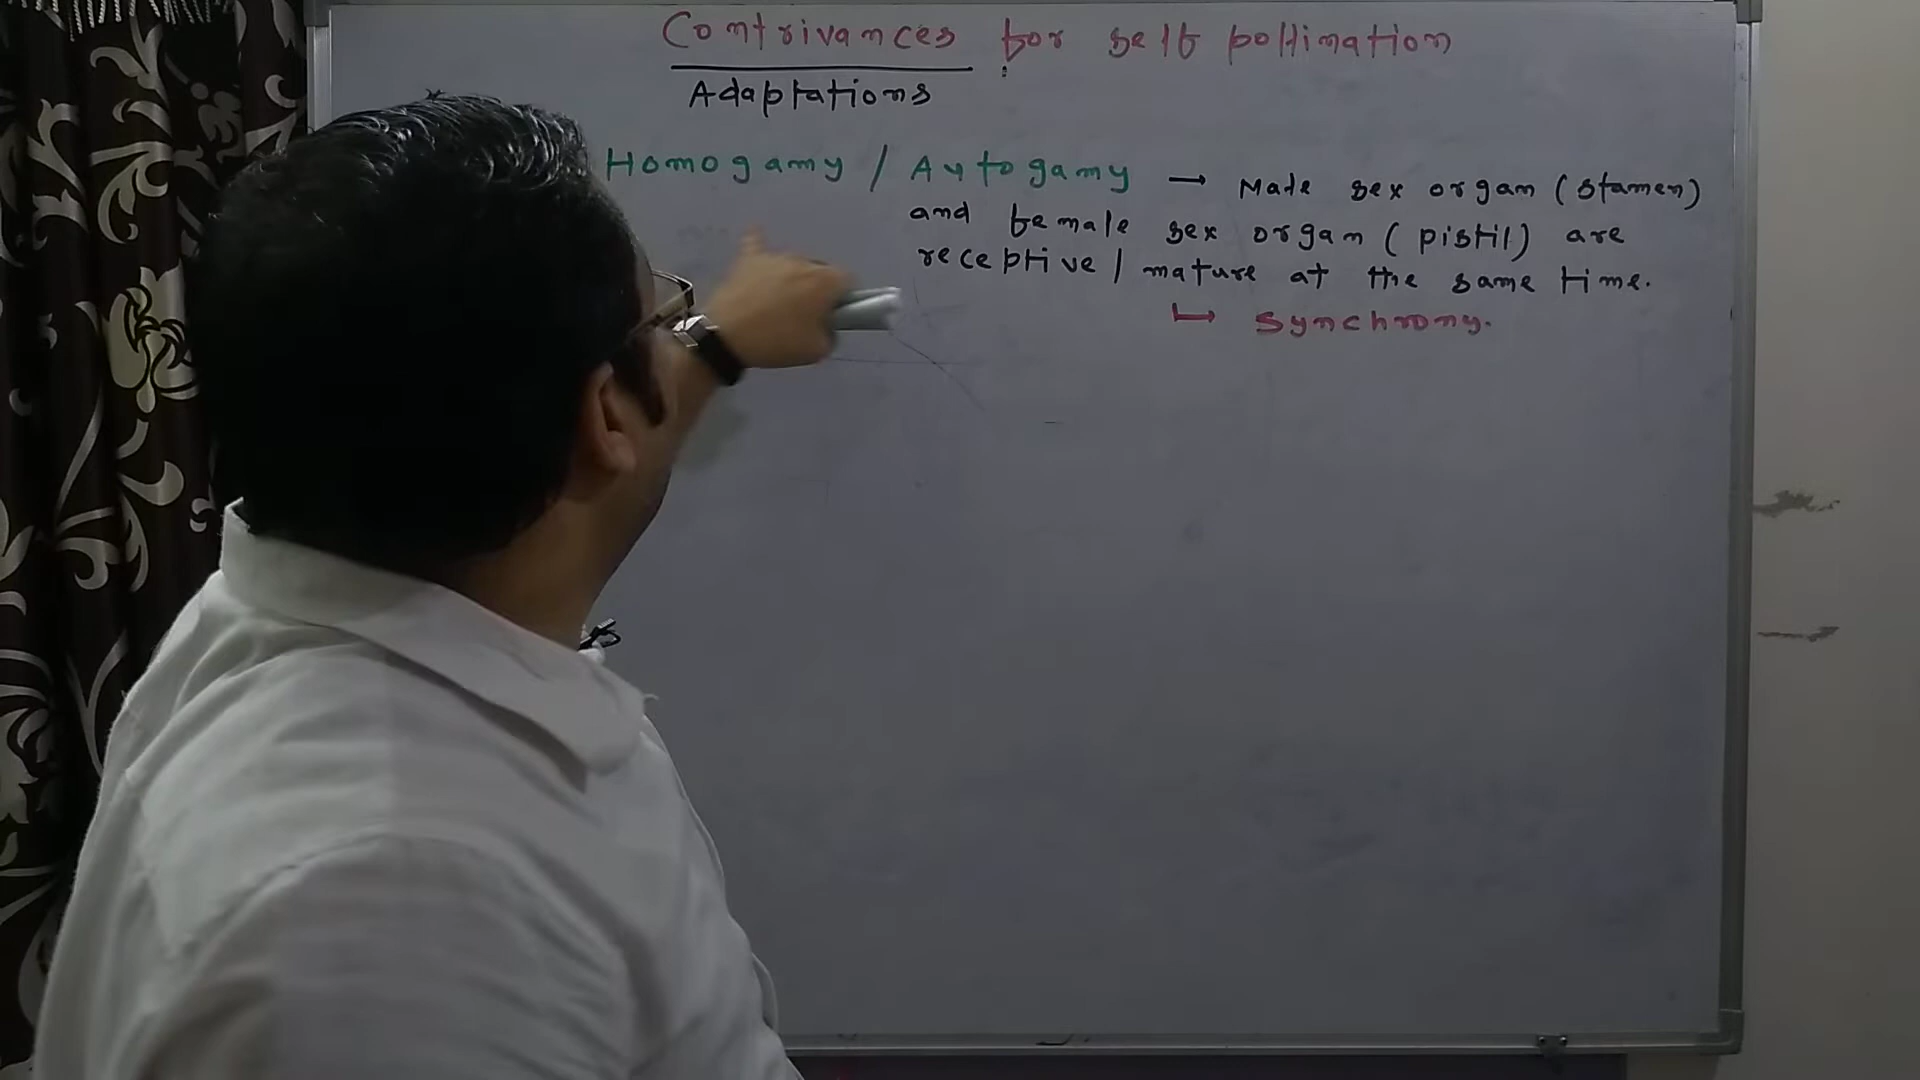 Contrivances for self pollination
Adaptations
Homogamy / Autogamy → Male sex organ (stamen)
and female sex organ (pistil) are
receptive / mature at the same time.
↳ Synchrony.